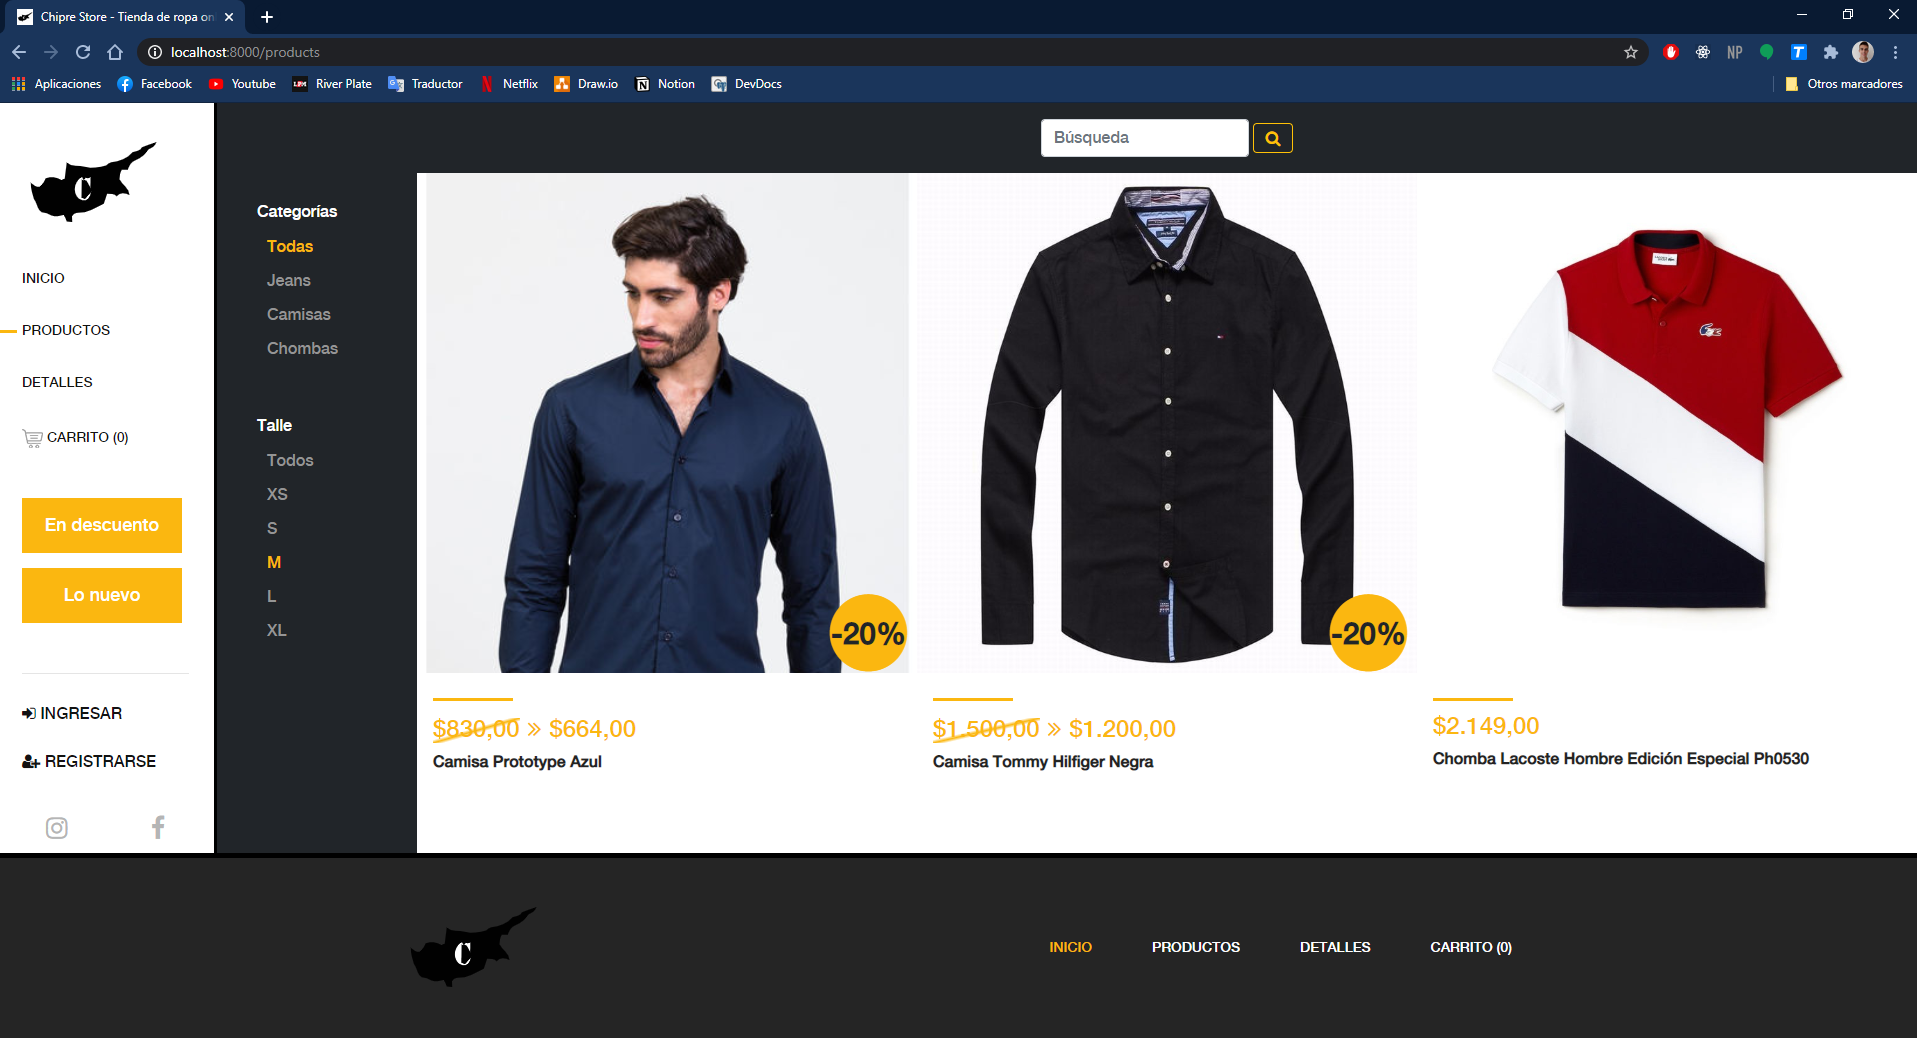 Chipre Store - Tienda de ropa on
localhost:8000/products
Aplicaciones
Facebook
Youtube
River Plate
Traductor
Netflix
Draw.io
Notion
DevDocs
Otros marcadores
C
INICIO
PRODUCTOS
DETALLES
CARRITO (0)
En descuento
Lo nuevo
INGRESAR
REGISTRARSE
Búsqueda
Categorías
Todas
Jeans
Camisas
Chombas
Talle
Todos
XS
S
M
L
XL
-20%
$830,00 » $664,00
Camisa Prototype Azul
-20%
$1.500,00 » $1.200,00
Camisa Tommy Hilfiger Negra
$2.149,00
Chomba Lacoste Hombre Edición Especial Ph0530
C
INICIO
PRODUCTOS
DETALLES
CARRITO (0)
NP